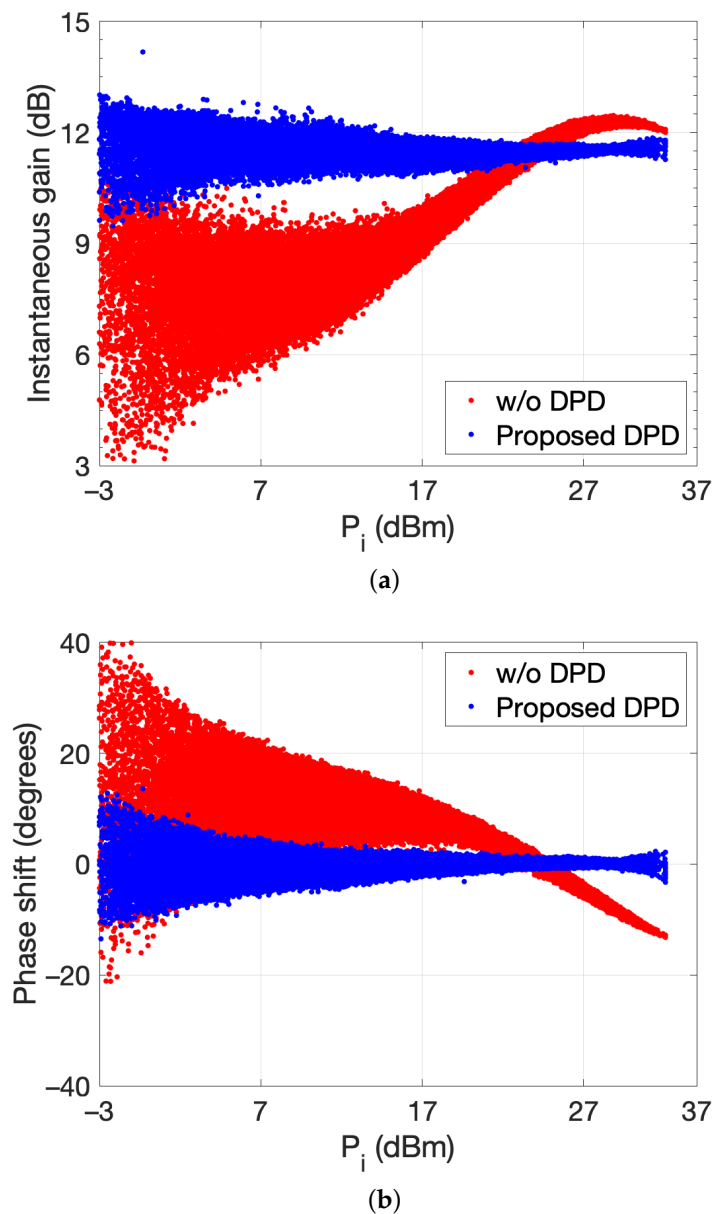 15
12
9
6
3
Instantaneous gain (dB)
w/o DPD
Proposed DPD
−3 7 17 27 37
P_i (dBm)
(a)
40
20
0
−20
−40
Phase shift (degrees)
w/o DPD
Proposed DPD
−3 7 17 27 37
P_i (dBm)
(b)